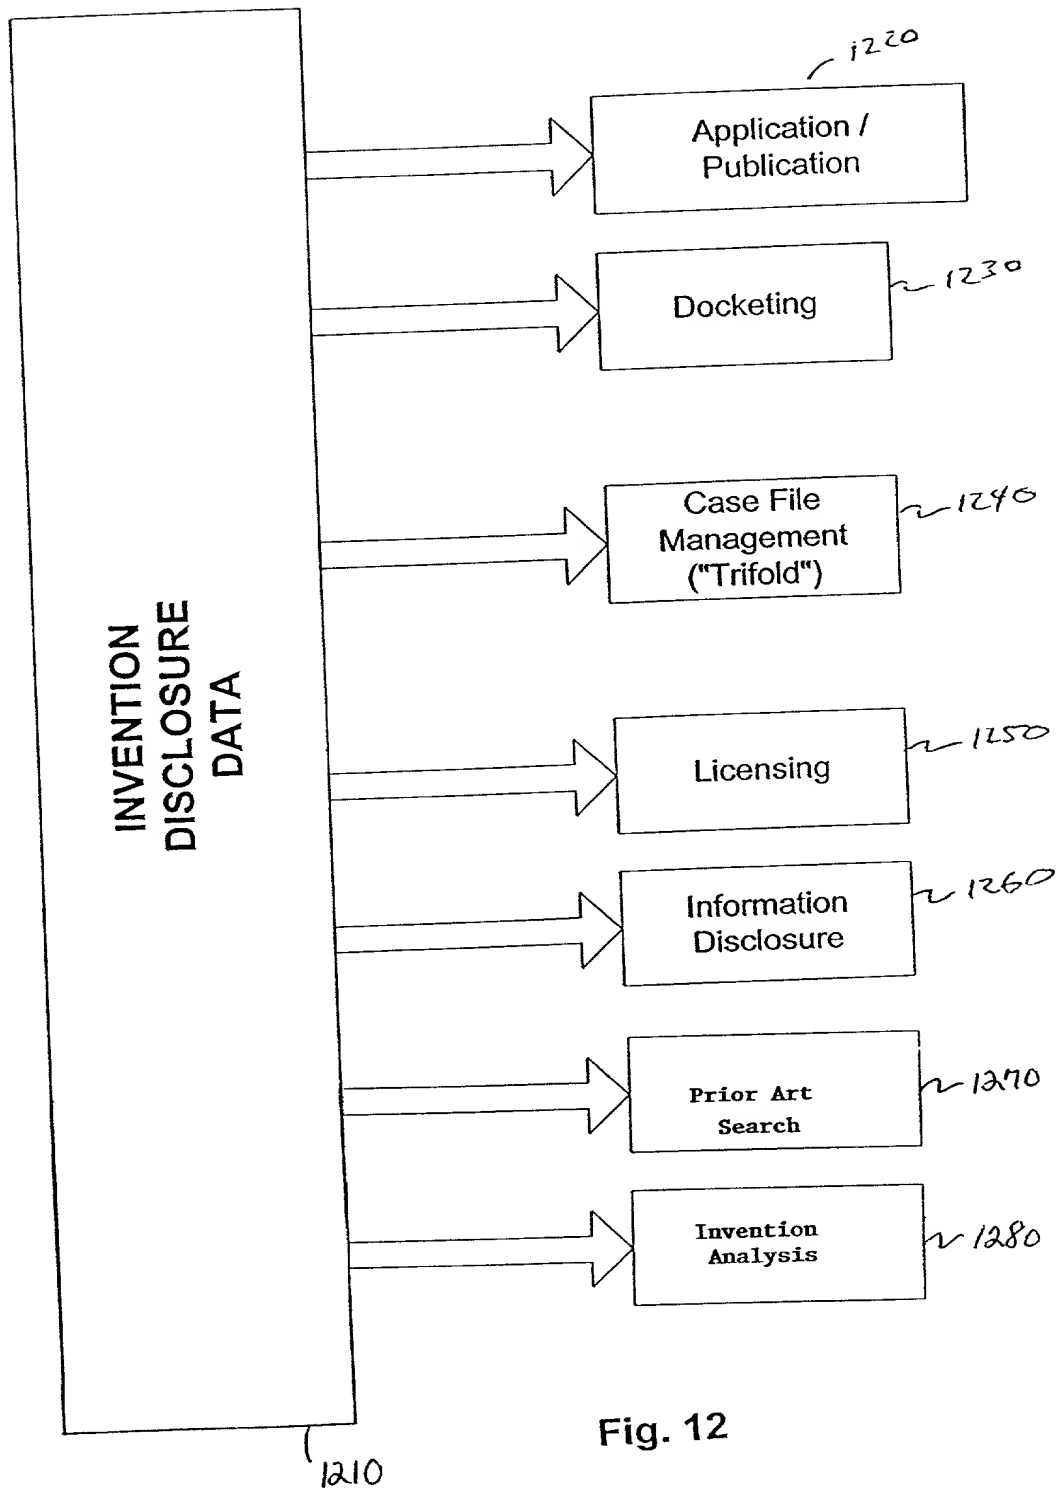 1220
Application /
Publication
Docketing
1230
Case File
Management
("Trifold")
1240
INVENTION
DISCLOSURE
DATA
Licensing
1250
Information
Disclosure
1260
Prior Art
Search
1270
Invention
Analysis
1280
Fig. 12
1210